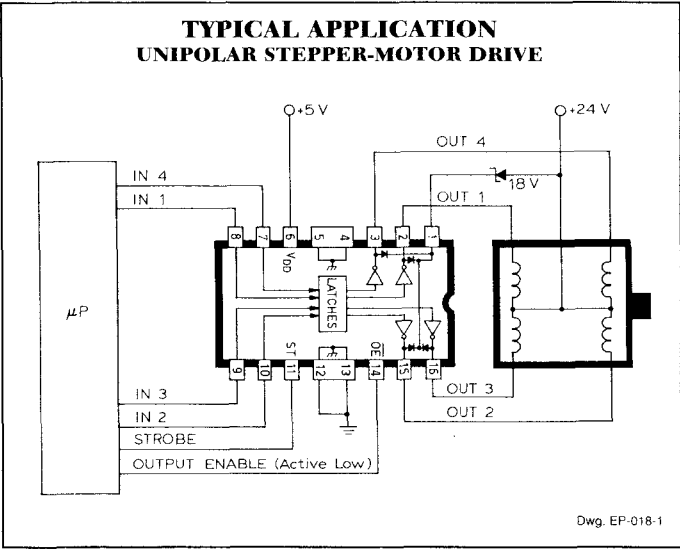 TYPICAL APPLICATION
UNIPOLAR STEPPER-MOTOR DRIVE
+5 V
+24 V
OUT 4
18 V
OUT 1
IN 4
IN 1
8 7 6 5 4 3 2 1
VDD
μP
LATCHES
ST
OE
9 10 11 12 13 14 15 16
IN 3
IN 2
STROBE
OUTPUT ENABLE (Active Low)
OUT 3
OUT 2
Dwg. EP-018-1